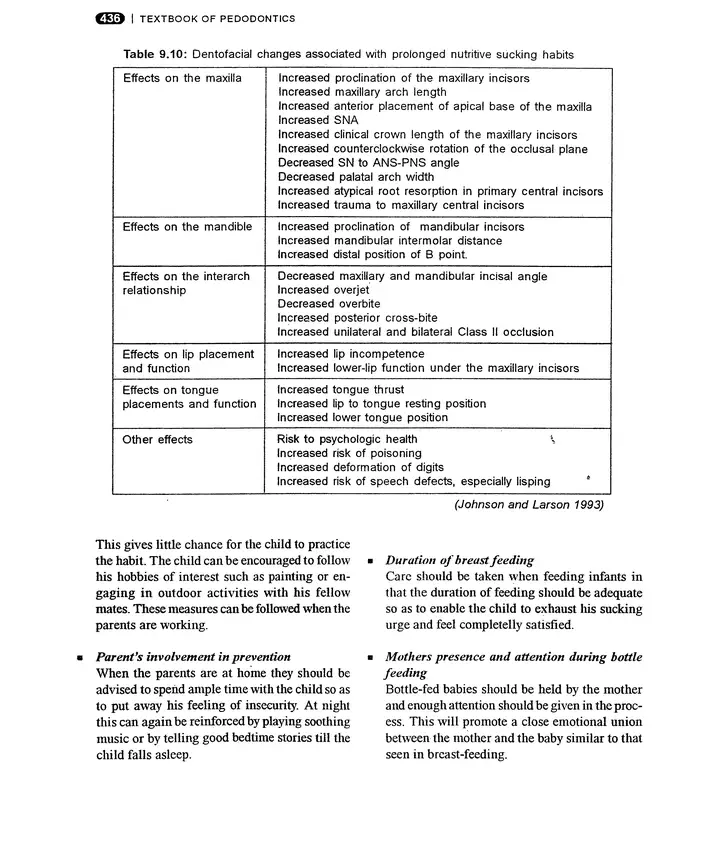 436 | TEXTBOOK OF PEDODONTICS
Table 9.10: Dentofacial changes associated with prolonged nutritive sucking habits
Effects on the maxilla
Increased proclination of the maxillary incisors
Increased maxillary arch length
Increased anterior placement of apical base of the maxilla
Increased SNA
Increased clinical crown length of the maxillary incisors
Increased counterclockwise rotation of the occlusal plane
Decreased SN to ANS-PNS angle
Decreased palatal arch width
Increased atypical root resorption in primary central incisors
Increased trauma to maxillary central incisors
Effects on the mandible
Increased proclination of mandibular incisors
Increased mandibular intermolar distance
Increased distal position of B point.
Effects on the interarch
relationship
Decreased maxillary and mandibular incisal angle
Increased overjet
Decreased overbite
Increased posterior cross-bite
Increased unilateral and bilateral Class II occlusion
Effects on lip placement
and function
Increased lip incompetence
Increased lower-lip function under the maxillary incisors
Effects on tongue
placements and function
Increased tongue thrust
Increased lip to tongue resting position
Increased lower tongue position
Other effects
Risk to psychologic health
Increased risk of poisoning
Increased deformation of digits
Increased risk of speech defects, especially lisping
(Johnson and Larson 1993)
This gives little chance for the child to practice
the habit. The child can be encouraged to follow
his hobbies of interest such as painting or en-
gaging in outdoor activities with his fellow
mates. These measures can be followed when the
parents are working.
▪ Parent's involvement in prevention
When the parents are at home they should be
advised to spend ample time with the child so as
to put away his feeling of insecurity. At night
this can again be reinforced by playing soothing
music or by telling good bedtime stories till the
child falls asleep.
▪ Duration of breast feeding
Care should be taken when feeding infants in
that the duration of feeding should be adequate
so as to enable the child to exhaust his sucking
urge and feel completelly satisfied.
▪ Mothers presence and attention during bottle
feeding
Bottle-fed babies should be held by the mother
and enough attention should be given in the proc-
ess. This will promote a close emotional union
between the mother and the baby similar to that
seen in breast-feeding.